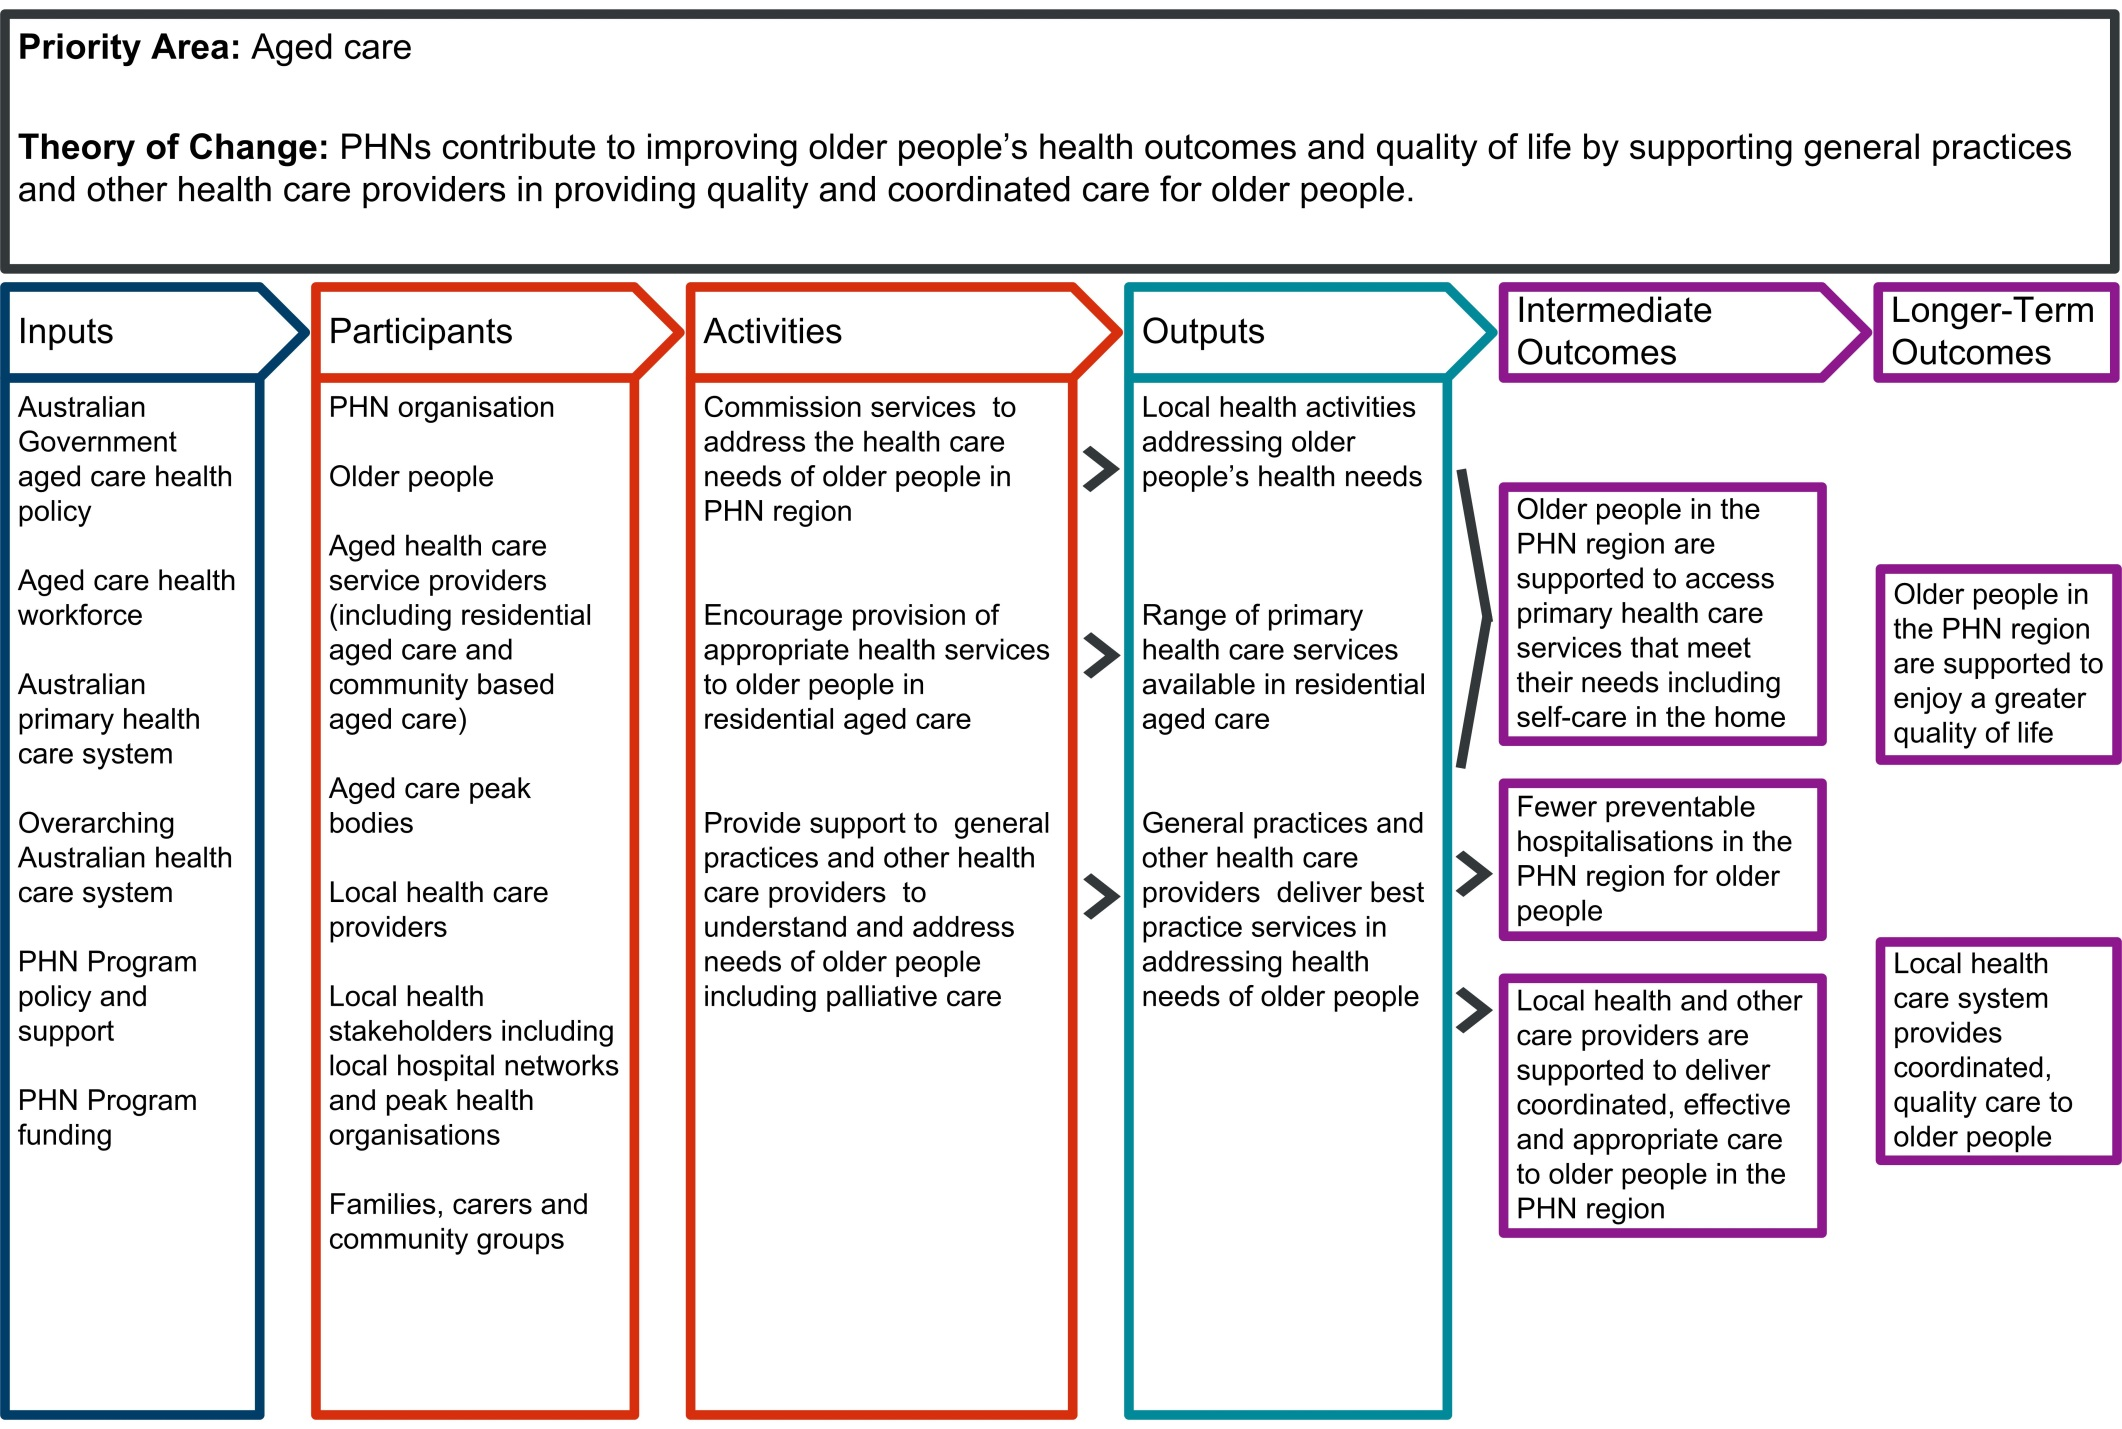 Priority Area: Aged care
Theory of Change: PHNs contribute to improving older people’s health outcomes and quality of life by supporting general practices
and other health care providers in providing quality and coordinated care for older people.
Inputs
Australian
Government
aged care health
policy
Aged care health
workforce
Australian
primary health
care system
Overarching
Australian health
care system
PHN Program
policy and
support
PHN Program
funding
Participants
PHN organisation
Older people
Aged health care
service providers
(including residential
aged care and
community based
aged care)
Aged care peak
bodies
Local health care
providers
Local health
stakeholders including
local hospital networks
and peak health
organisations
Families, carers and
community groups
Activities
Commission services  to
address the health care
needs of older people in
PHN region
Encourage provision of
appropriate health services
to older people in
residential aged care
Provide support to  general
practices and other health
care providers  to
understand and address
needs of older people
including palliative care
Outputs
Local health activities
addressing older
people’s health needs
Range of primary
health care services
available in residential
aged care
General practices and
other health care
providers  deliver best
practice services in
addressing health
needs of older people
Intermediate
Outcomes
Older people in the
PHN region are
supported to access
primary health care
services that meet
their needs including
self-care in the home
Fewer preventable
hospitalisations in the
PHN region for older
people
Local health and other
care providers are
supported to deliver
coordinated, effective
and appropriate care
to older people in the
PHN region
Longer-Term
Outcomes
Older people in
the PHN region
are supported to
enjoy a greater
quality of life
Local health
care system
provides
coordinated,
quality care to
older people